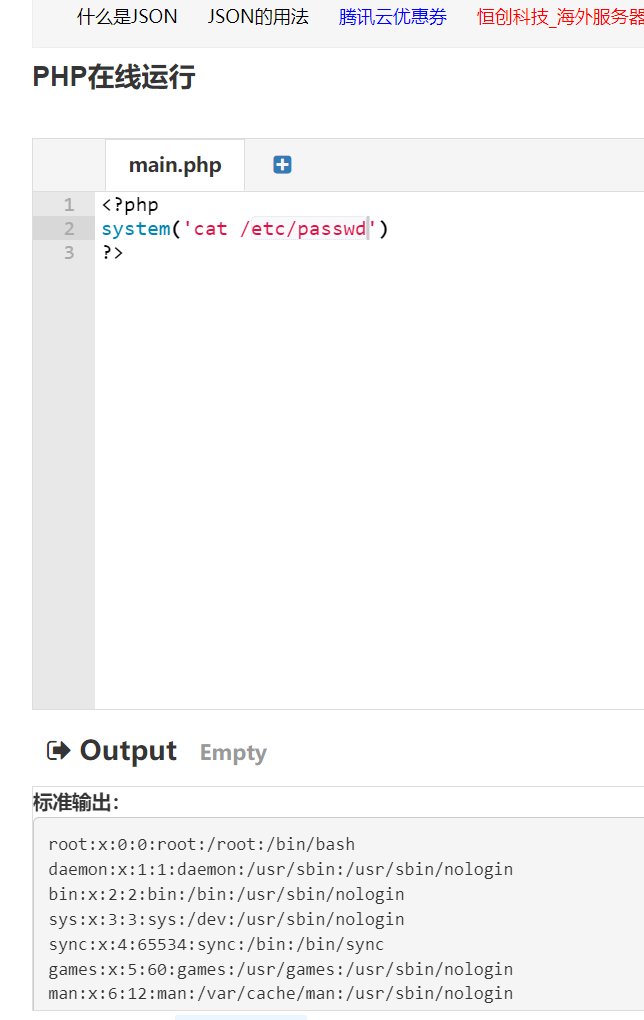 什么是JSON JSON的用法 腾讯云优惠券 恒创科技_海外服务器
PHP在线运行
main.php
1 <?php
2 system('cat /etc/passwd')
3 ?>
Output Empty
标准输出:
root:x:0:0:root:/root:/bin/bash
daemon:x:1:1:daemon:/usr/sbin:/usr/sbin/nologin
bin:x:2:2:bin:/bin:/usr/sbin/nologin
sys:x:3:3:sys:/dev:/usr/sbin/nologin
sync:x:4:65534:sync:/bin:/bin/sync
games:x:5:60:games:/usr/games:/usr/sbin/nologin
man:x:6:12:man:/var/cache/man:/usr/sbin/nologin